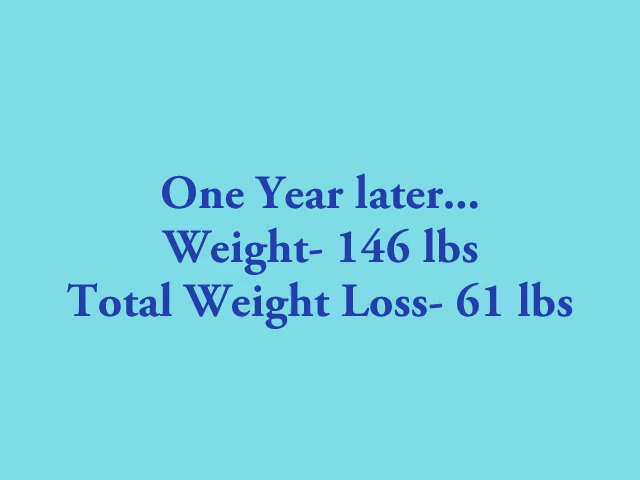 One Year later...
Weight- 146 lbs
Total Weight Loss- 61 lbs